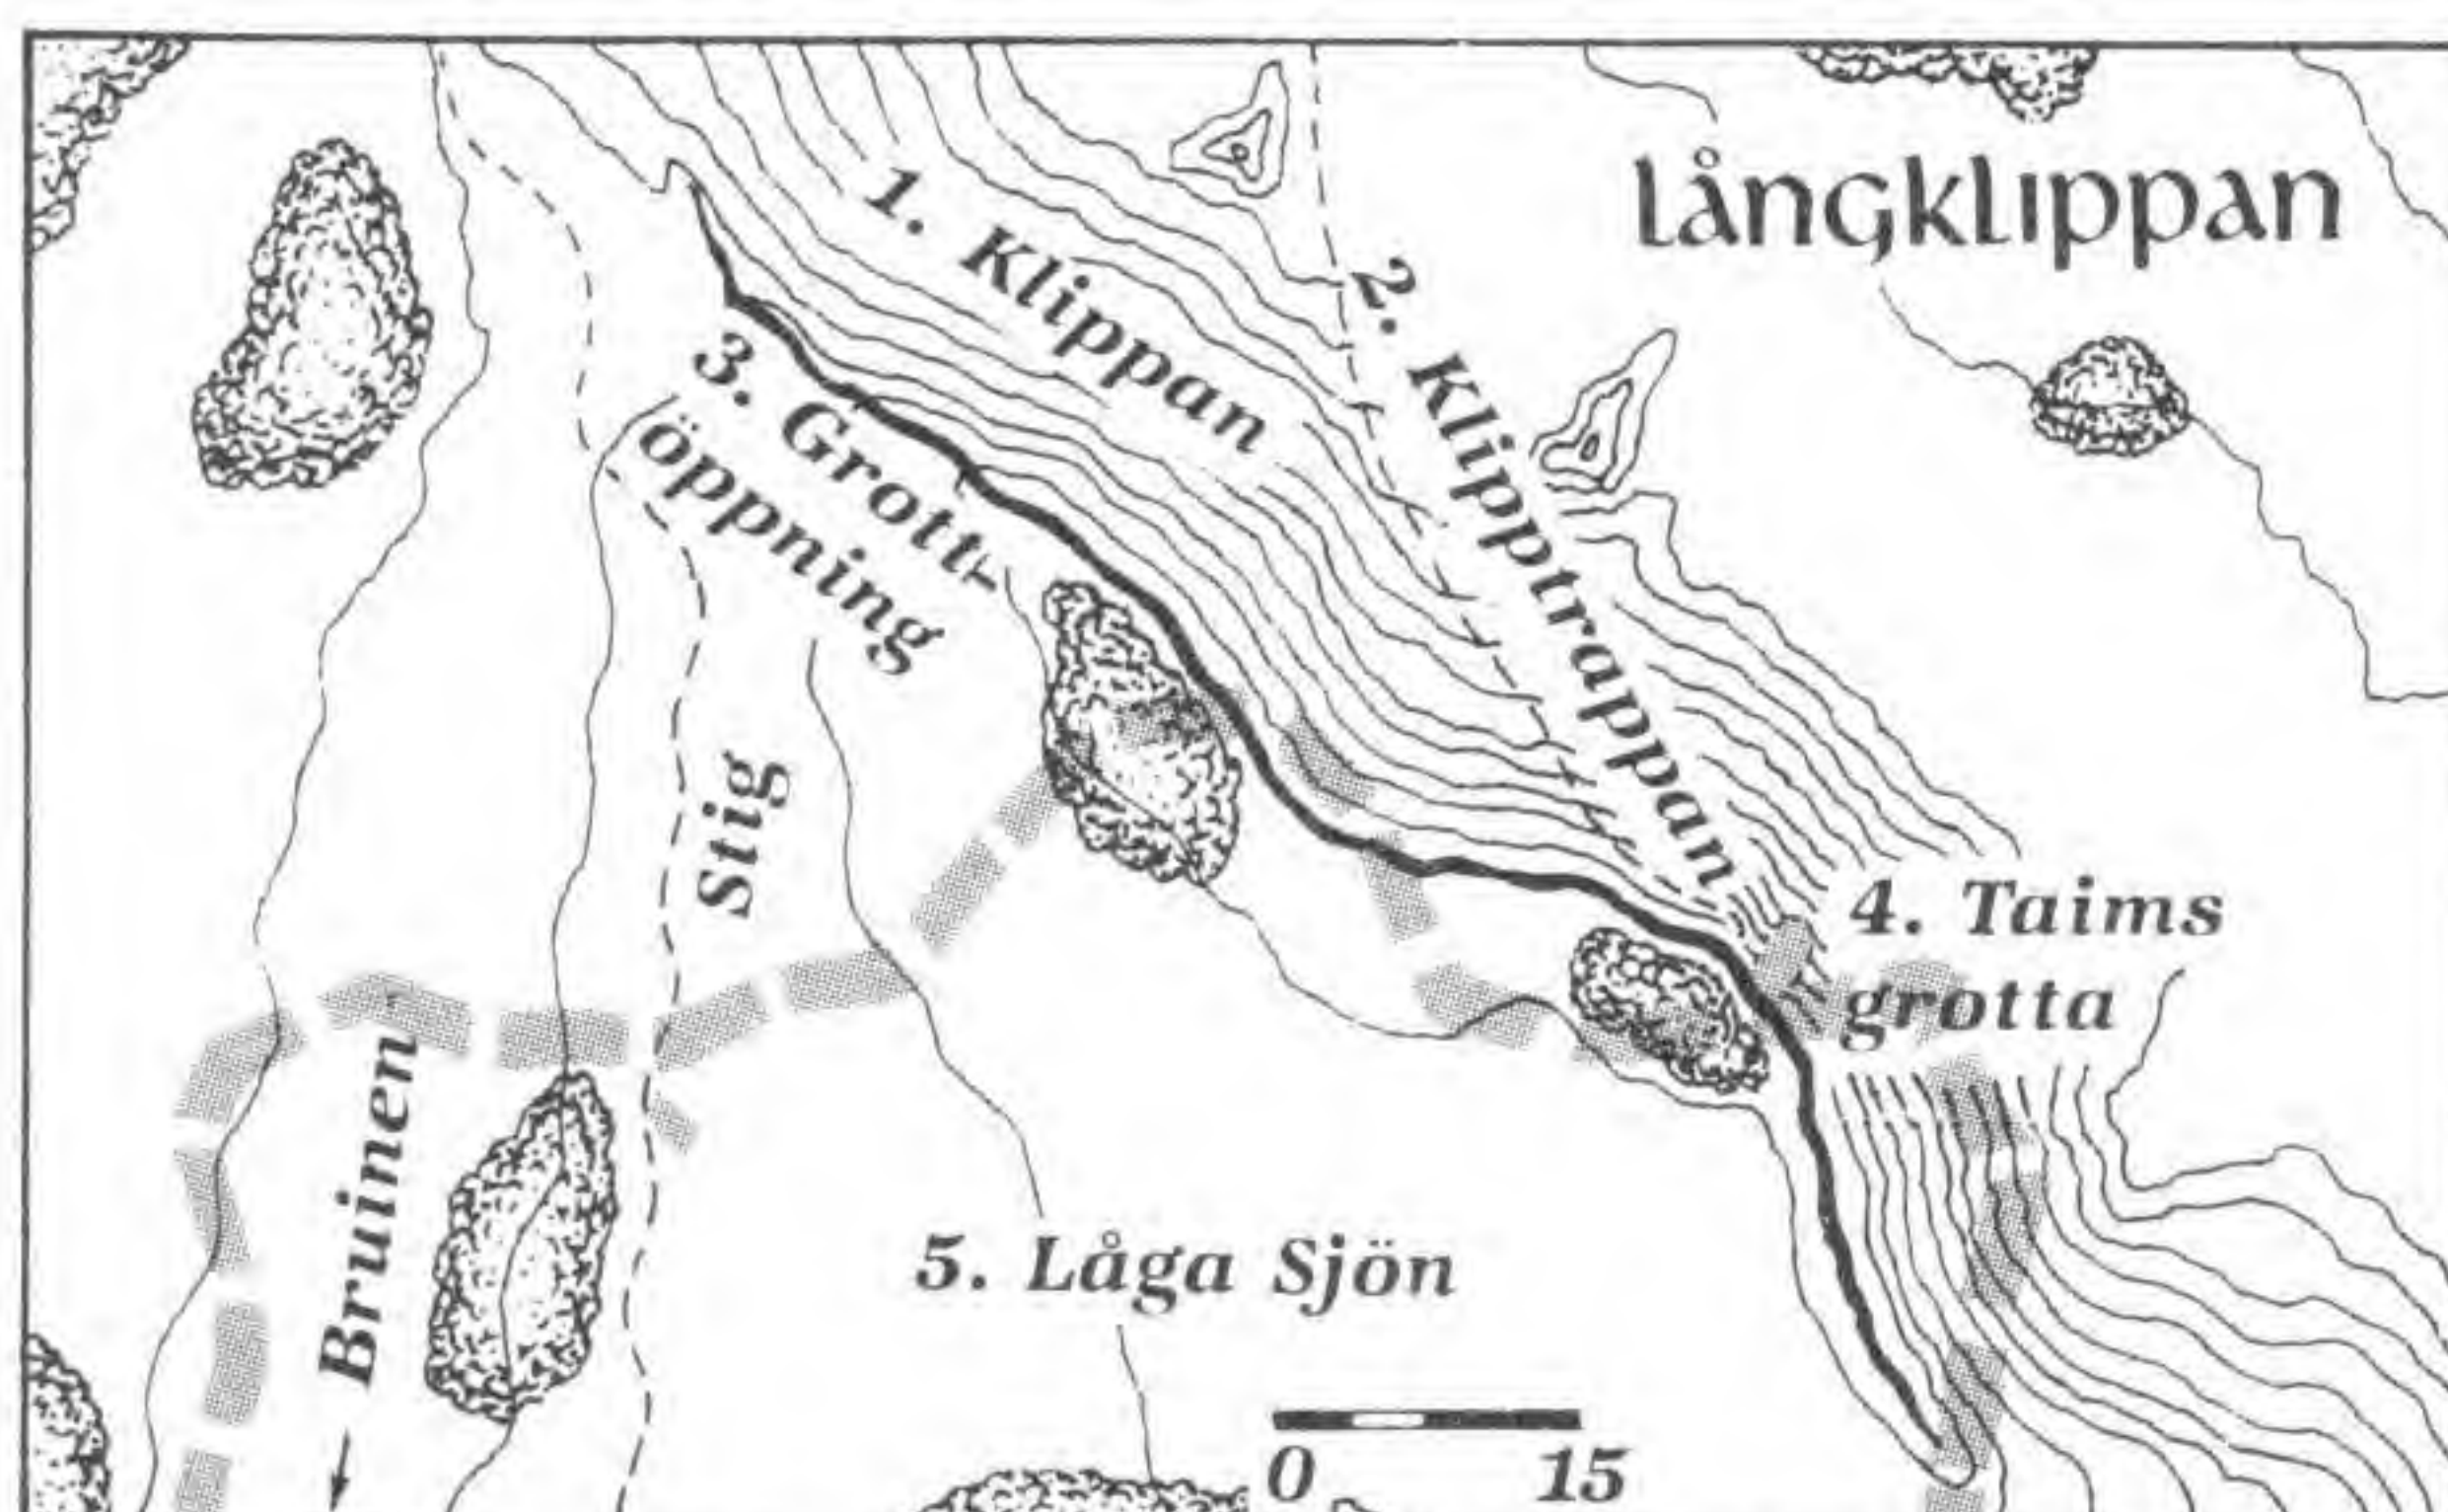 långklippan
1. Klippan
2. Klipptrappan
3. Grott-
öppning
Stig
4. Taims
grotta
Bruinen
5. Låga Sjön
0 15